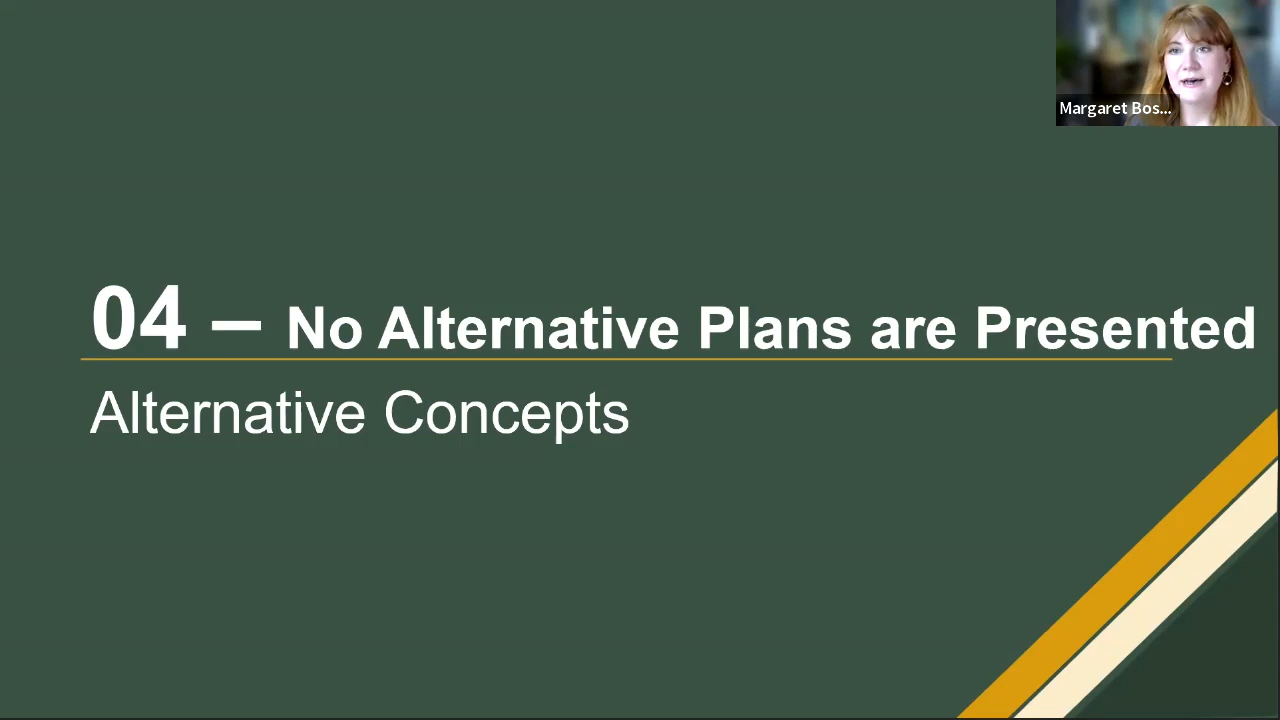 Margaret Bos...
04 – No Alternative Plans are Presented
Alternative Concepts